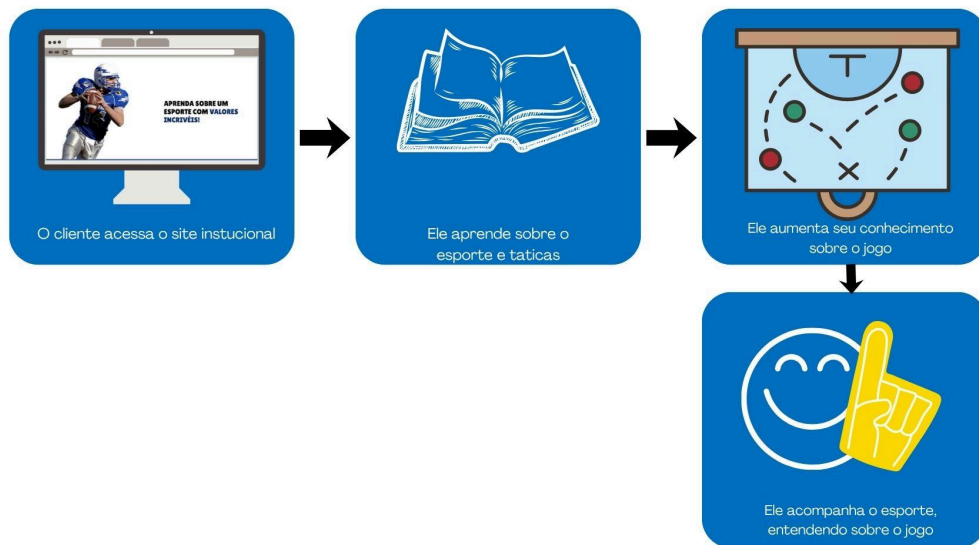 APRENDA SOBRE UM
ESPORTE COM VALORES
INCRIVÉIS!
O cliente acessa o site instucional
Ele aprende sobre o
esporte e taticas
Ele aumenta seu conhecimento
sobre o jogo
Ele acompanha o esporte,
entendendo sobre o jogo